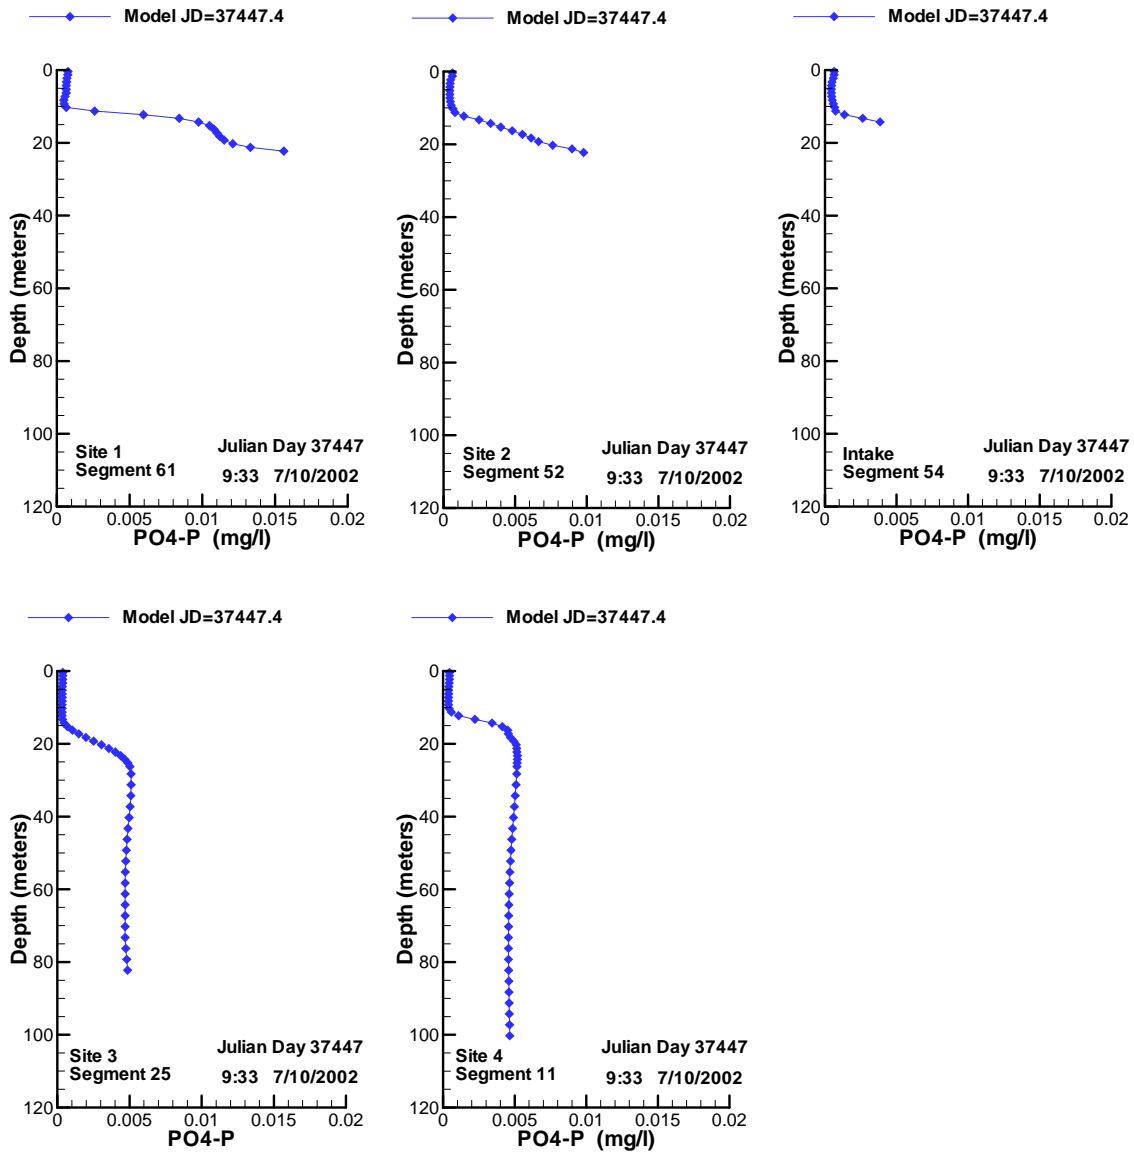 Model JD=37447.4
0
20
40
60
80
100
120
Depth (meters)
Site 1
Segment 61
Julian Day 37447
9:33 7/10/2002
0 0.005 0.01 0.015 0.02
PO4-P (mg/l)
Model JD=37447.4
0
20
40
60
80
100
120
Depth (meters)
Site 2
Segment 52
Julian Day 37447
9:33 7/10/2002
0 0.005 0.01 0.015 0.02
PO4-P (mg/l)
Model JD=37447.4
0
20
40
60
80
100
120
Depth (meters)
Intake
Segment 54
Julian Day 37447
9:33 7/10/2002
0 0.005 0.01 0.015 0.02
PO4-P (mg/l)
Model JD=37447.4
0
20
40
60
80
100
120
Depth (meters)
Site 3
Segment 25
Julian Day 37447
9:33 7/10/2002
0 0.005 0.01 0.015 0.02
PO4-P
Model JD=37447.4
0
20
40
60
80
100
120
Depth (meters)
Site 4
Segment 11
Julian Day 37447
9:33 7/10/2002
0 0.005 0.01 0.015 0.02
PO4-P (mg/l)